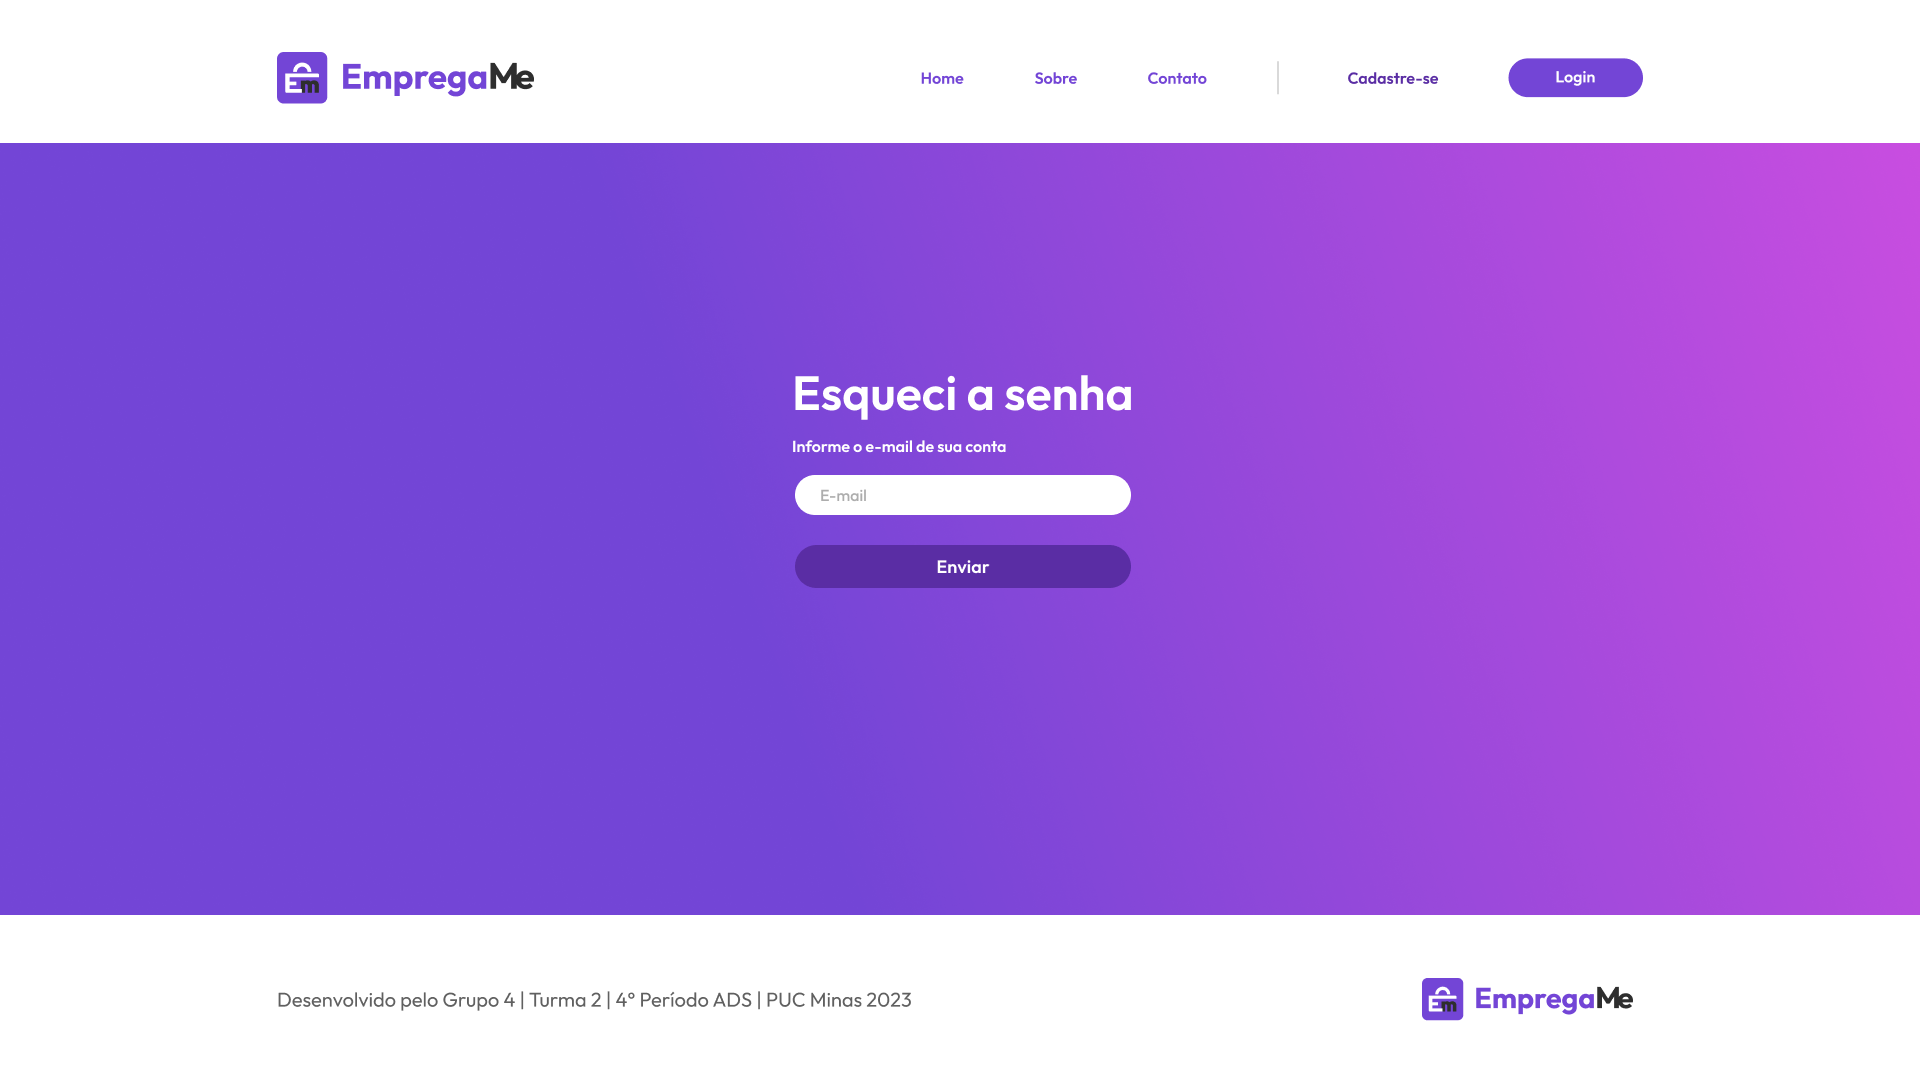 Em EmpregaMe
Home Sobre Contato Cadastre-se Login
Esqueci a senha
Informe o e-mail de sua conta
E-mail
Enviar
Desenvolvido pelo Grupo 4 | Turma 2 | 4º Período ADS | PUC Minas 2023
Em EmpregaMe